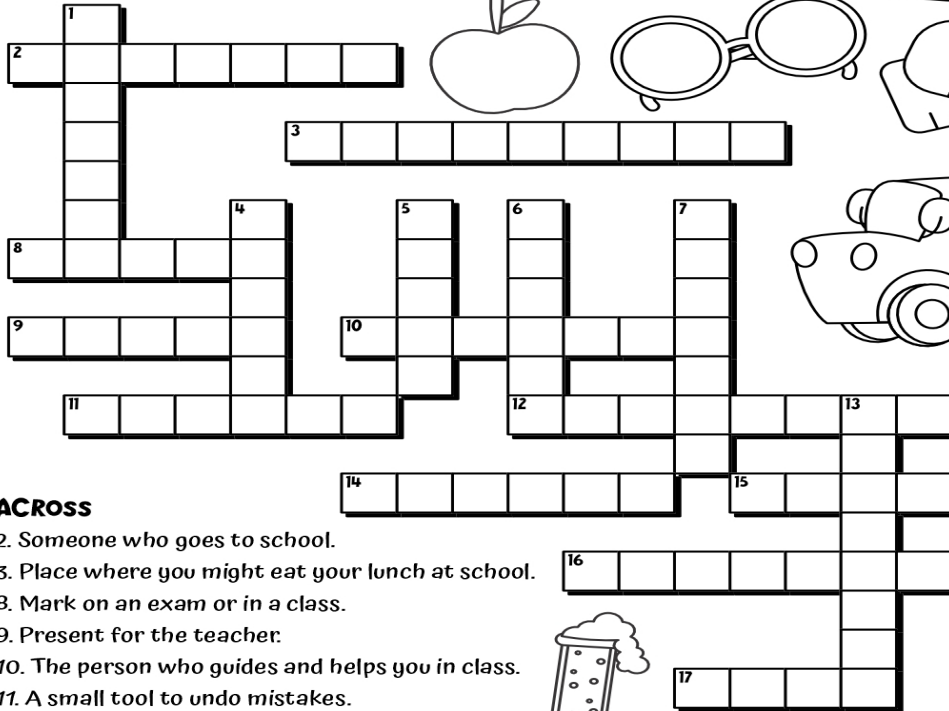 1
2
3
4 5 6 7
8
9 10
11 12 13
14 15
16
17
ACROSS
2. Someone who goes to school.
3. Place where you might eat your lunch at school.
8. Mark on an exam or in a class.
9. Present for the teacher.
10. The person who guides and helps you in class.
11. A small tool to undo mistakes.